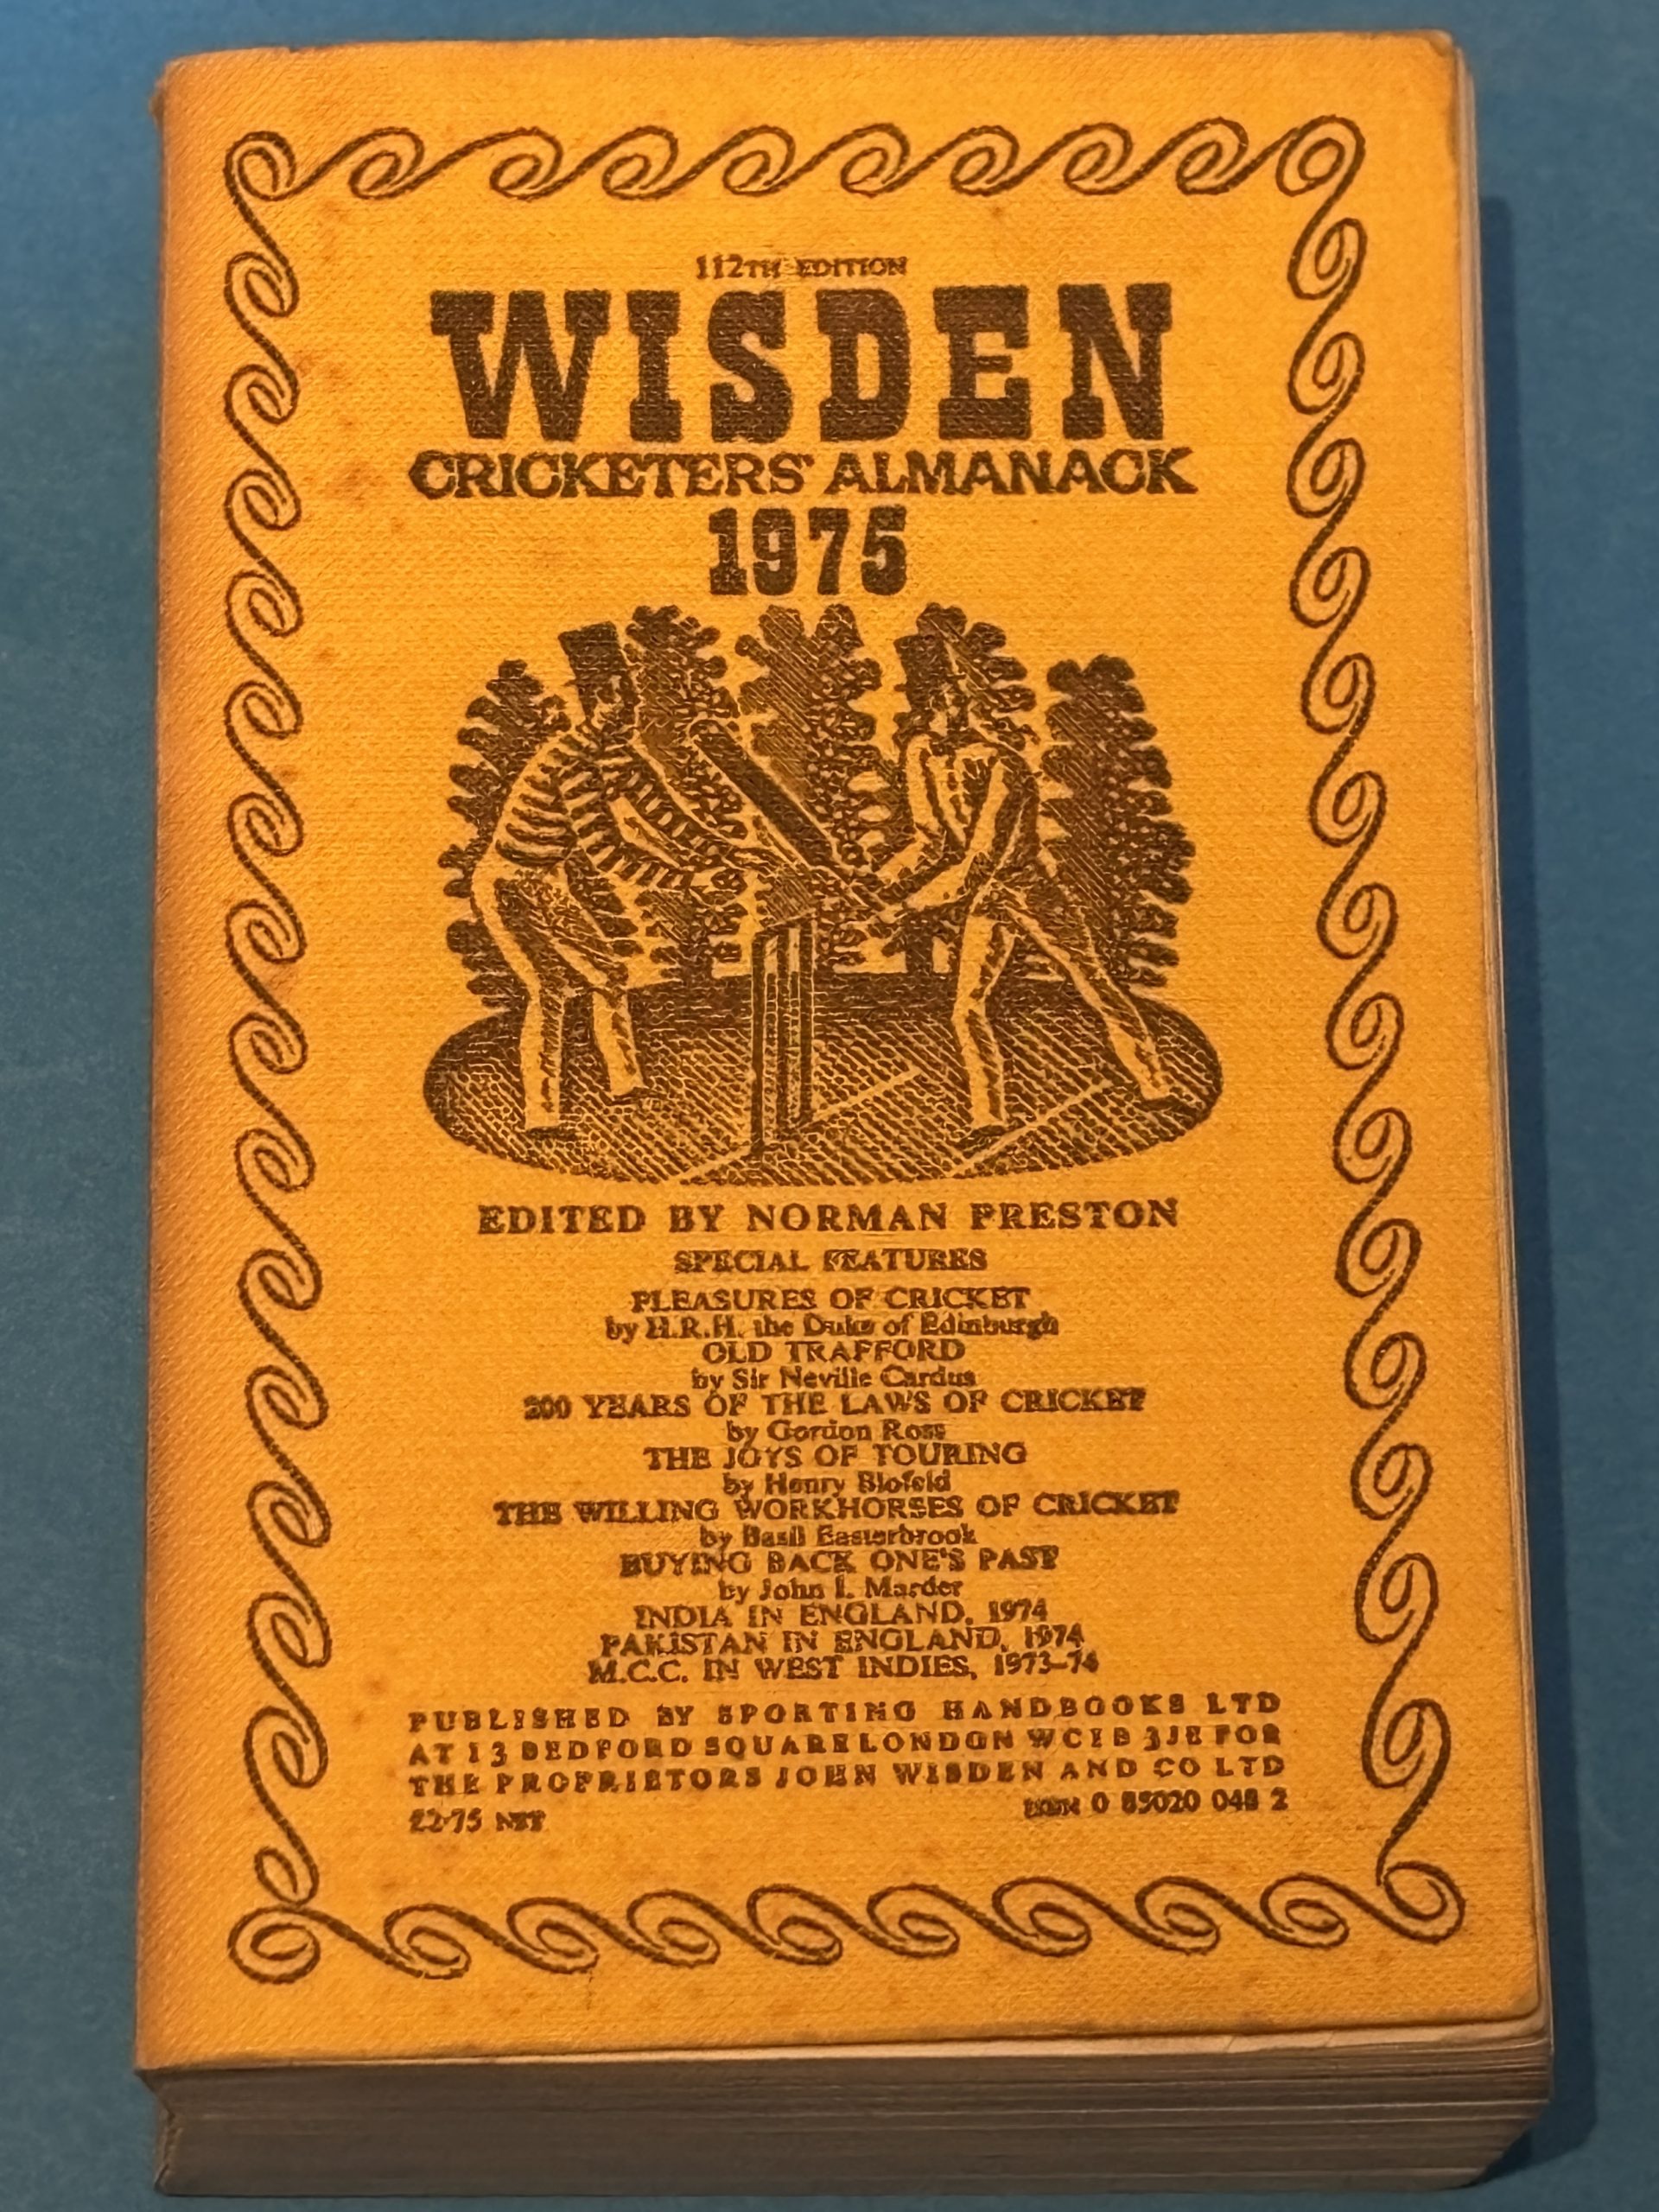 112TH EDITION
WISDEN
CRICKETERS' ALMANACK
1975
EDITED BY NORMAN PRESTON
SPECIAL FEATURES
PLEASURES OF CRICKET
by H.R.H. the Duke of Edinburgh
OLD TRAFFORD
by Sir Neville Cardus
200 YEARS OF THE LAWS OF CRICKET
by Gordon Ross
THE JOYS OF TOURING
by Henry Blofeld
THE WILLING WORKHORSES OF CRICKET
by Basil Easterbrook
BUYING BACK ONE'S PAST
by John I. Marder
INDIA IN ENGLAND, 1974
PAKISTAN IN ENGLAND, 1974
M.C.C. IN WEST INDIES, 1973–74
PUBLISHED BY SPORTING HANDBOOKS LTD
AT 13 BEDFORD SQUARE LONDON WC1B 3JE FOR
THE PROPRIETORS JOHN WISDEN AND CO LTD
£2·75 NET
ISBN 0 85020 048 2